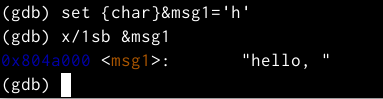 (gdb) set {char}&msg1='h'
(gdb) x/1sb &msg1
0x804a000 <msg1>:	"hello, "
(gdb)